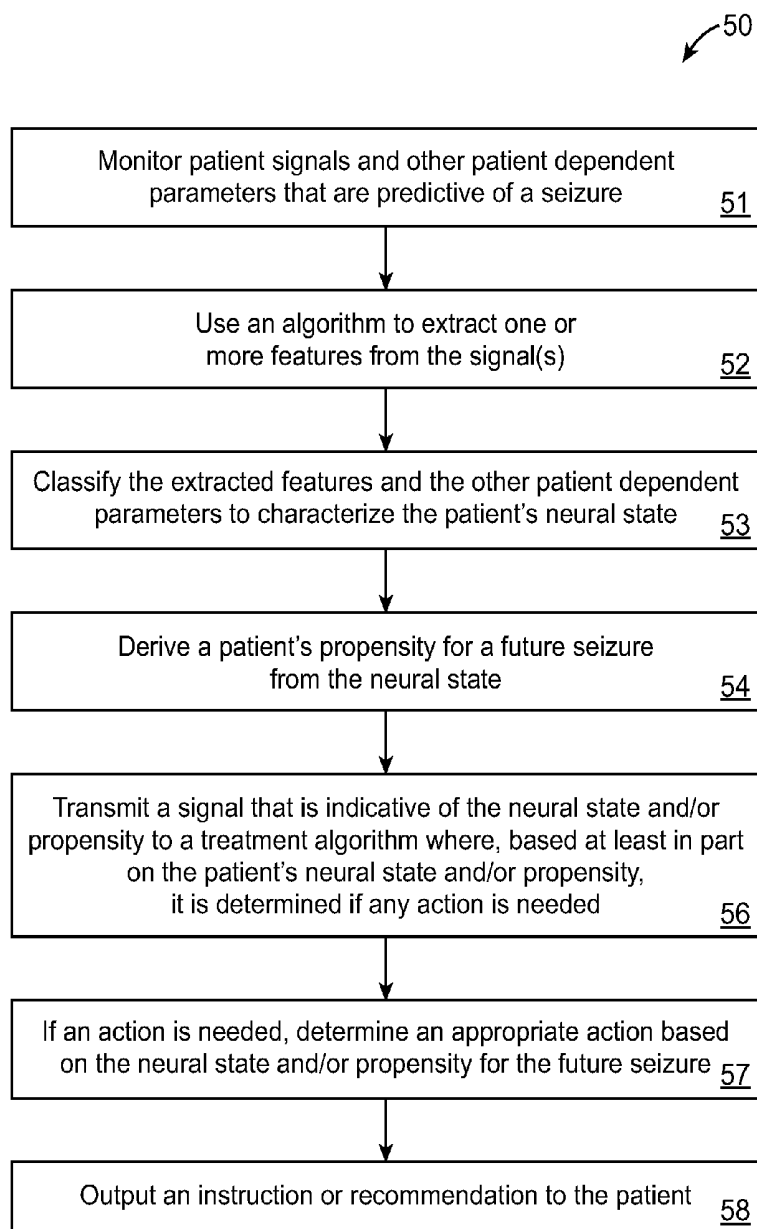 50
Monitor patient signals and other patient dependent
parameters that are predictive of a seizure
51
Use an algorithm to extract one or
more features from the signal(s)
52
Classify the extracted features and the other patient dependent
parameters to characterize the patient's neural state
53
Derive a patient's propensity for a future seizure
from the neural state
54
Transmit a signal that is indicative of the neural state and/or
propensity to a treatment algorithm where, based at least in part
on the patient's neural state and/or propensity,
it is determined if any action is needed
56
If an action is needed, determine an appropriate action based
on the neural state and/or propensity for the future seizure
57
Output an instruction or recommendation to the patient
58